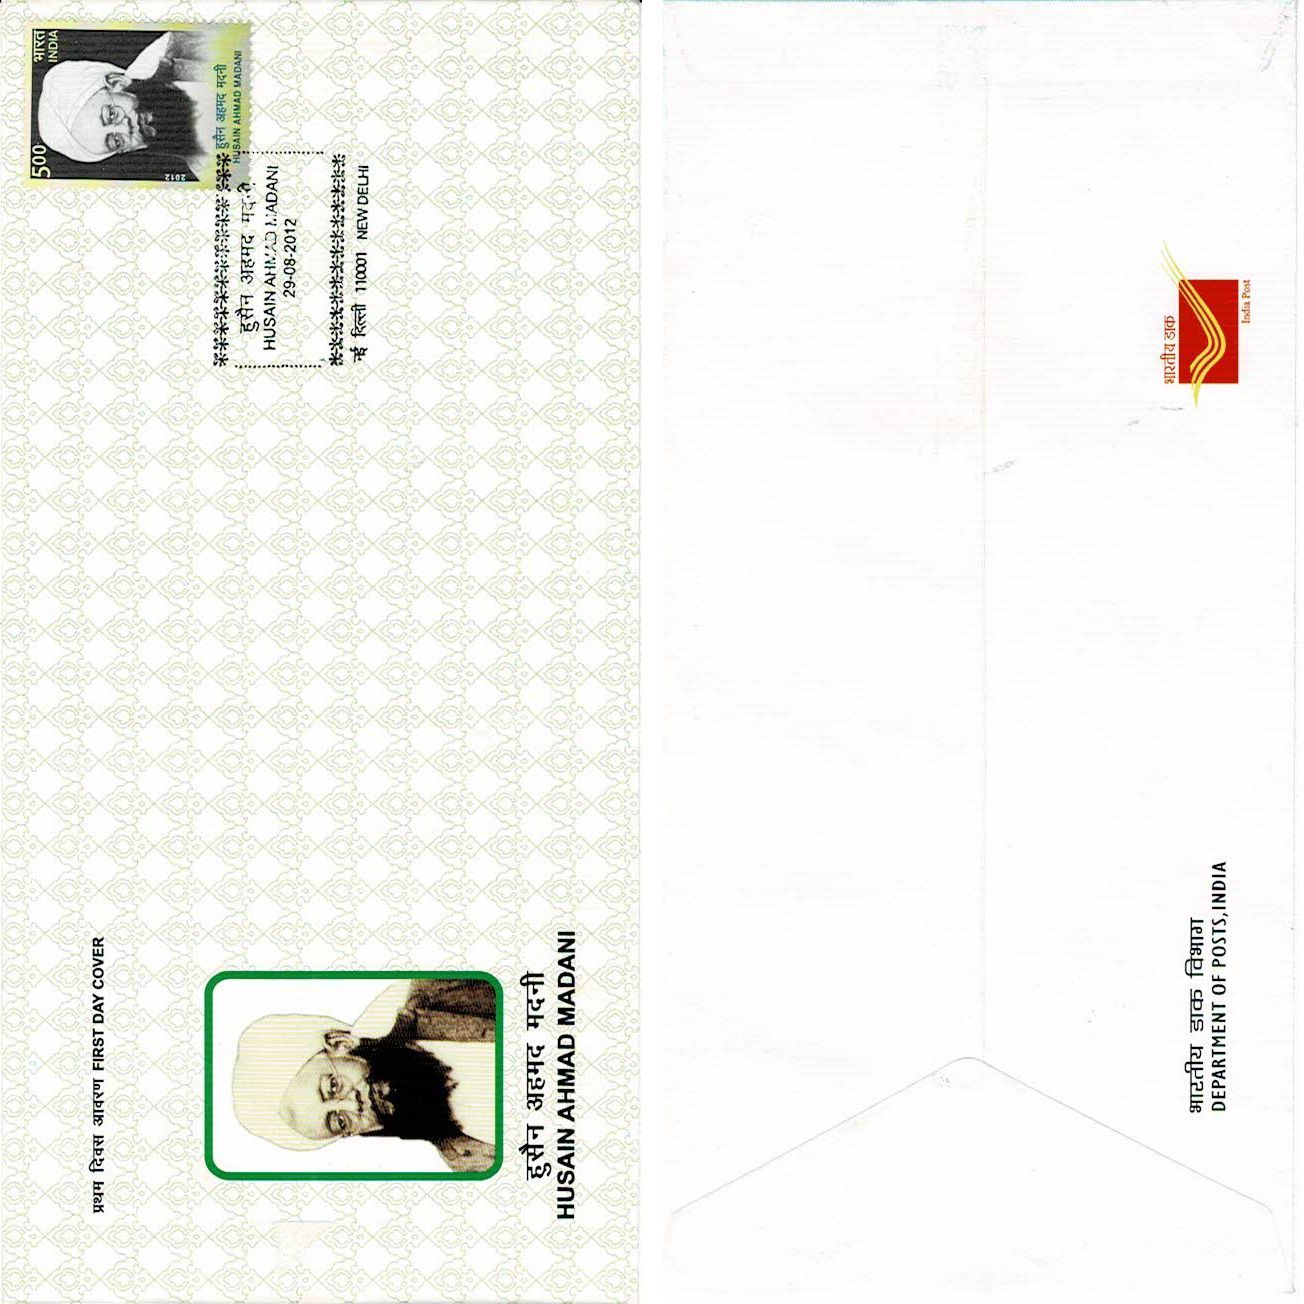 प्रथम दिवस आवरण FIRST DAY COVER
5.00 भारत
INDIA
2012
हुसैन अहमद मदनी
HUSAIN AHMAD MADANI
हुसैन अहमद मदनी
HUSAIN AHMAD MADANI
29-08-2012
नई दिल्ली 110001 NEW DELHI
हुसैन अहमद मदनी
HUSAIN AHMAD MADANI
भारतीय डाक विभाग
DEPARTMENT OF POSTS, INDIA
भारतीय डाक
India Post